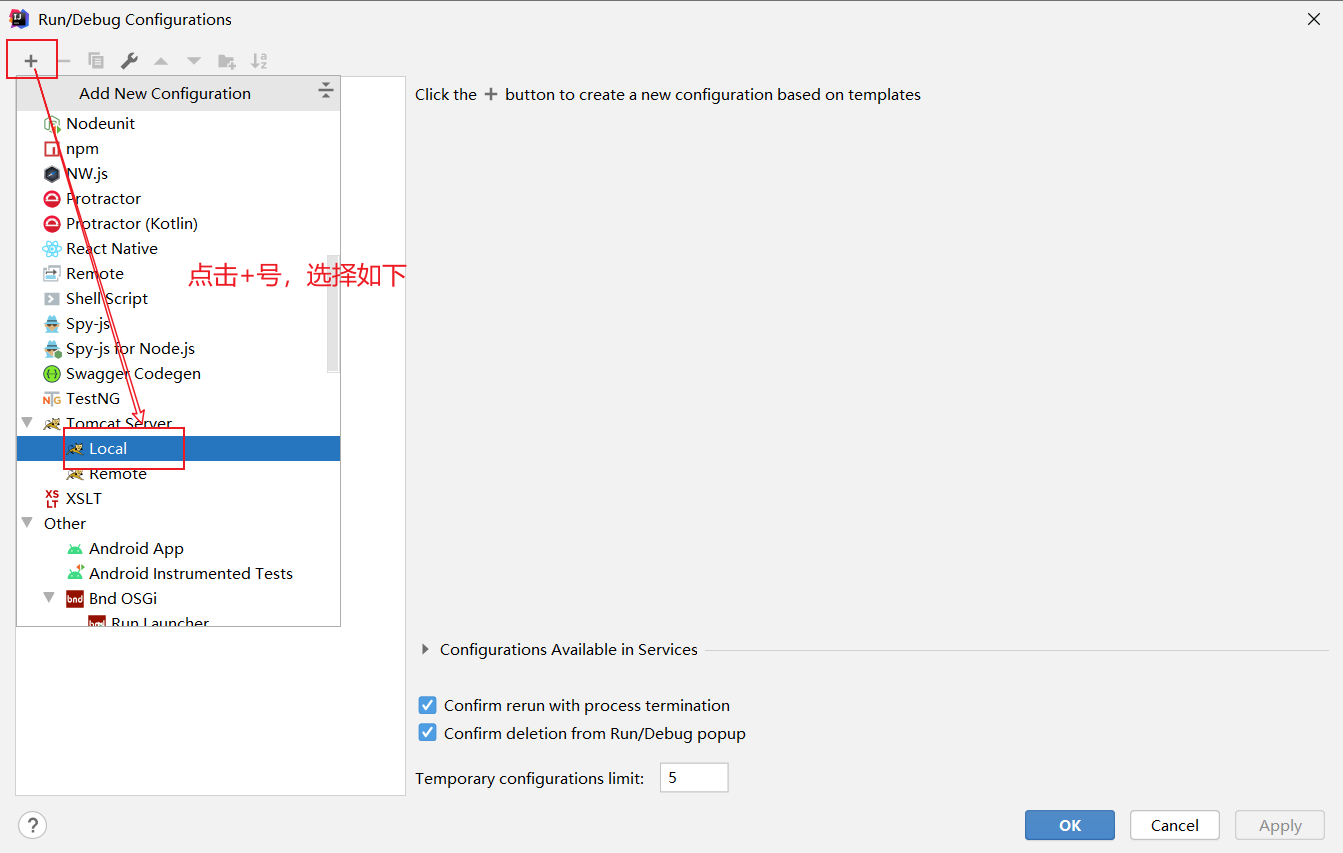 Run/Debug Configurations
Add New Configuration
Nodeunit
npm
NW.js
Protractor
Protractor (Kotlin)
React Native
Remote
Shell Script
Spy-js
Spy-js for Node.js
Swagger Codegen
TestNG
Tomcat Server
Local
Remote
XSLT
Other
Android App
Android Instrumented Tests
Bnd OSGi
Run Launcher
点击+号，选择如下
Click the + button to create a new configuration based on templates
Configurations Available in Services
Confirm rerun with process termination
Confirm deletion from Run/Debug popup
Temporary configurations limit: 5
? OK Cancel Apply